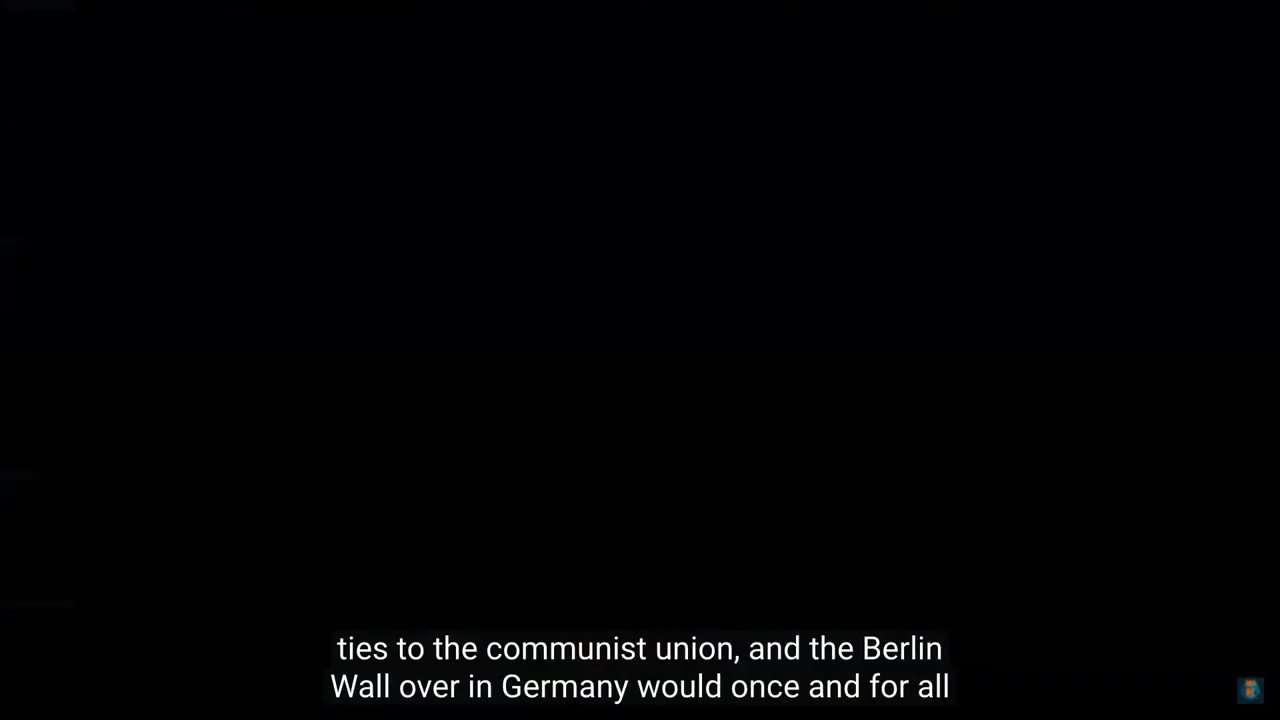 ties to the communist union, and the Berlin
Wall over in Germany would once and for all